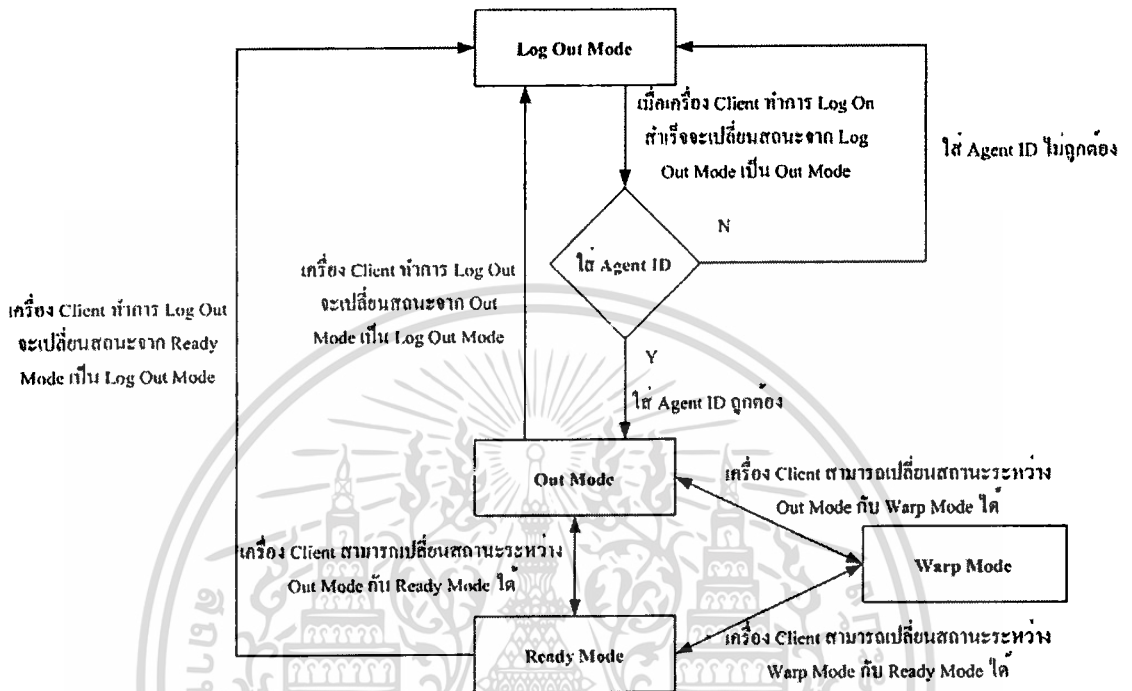 Log Out Mode
เมื่อเครื่อง Client ทำการ Log On
สำเร็จจะเปลี่ยนสถนะจาก Log
Out Mode เป็น Out Mode
ใส่ Agent ID ไม่ถูกต้อง
N
ใส่ Agent ID
เครื่อง Client ทำการ Log Out
จะเปลี่ยนสถนะจาก Out
Mode เป็น Log Out Mode
เครื่อง Client ทำการ Log Out
จะเปลี่ยนสถนะจาก Ready
Mode เป็น Log Out Mode
Y
ใส่ Agent ID ถูกต้อง
Out Mode
เครื่อง Client สามารถเปลี่ยนสถานะระหว่าง
Out Mode กับ Warp Mode ได้
เครื่อง Client สามารถเปลี่ยนสถานะระหว่าง
Out Mode กับ Ready Mode ได้
Warp Mode
Ready Mode
เครื่อง Client สามารถเปลี่ยนสถานะระหว่าง
Warp Mode กับ Ready Mode ได้